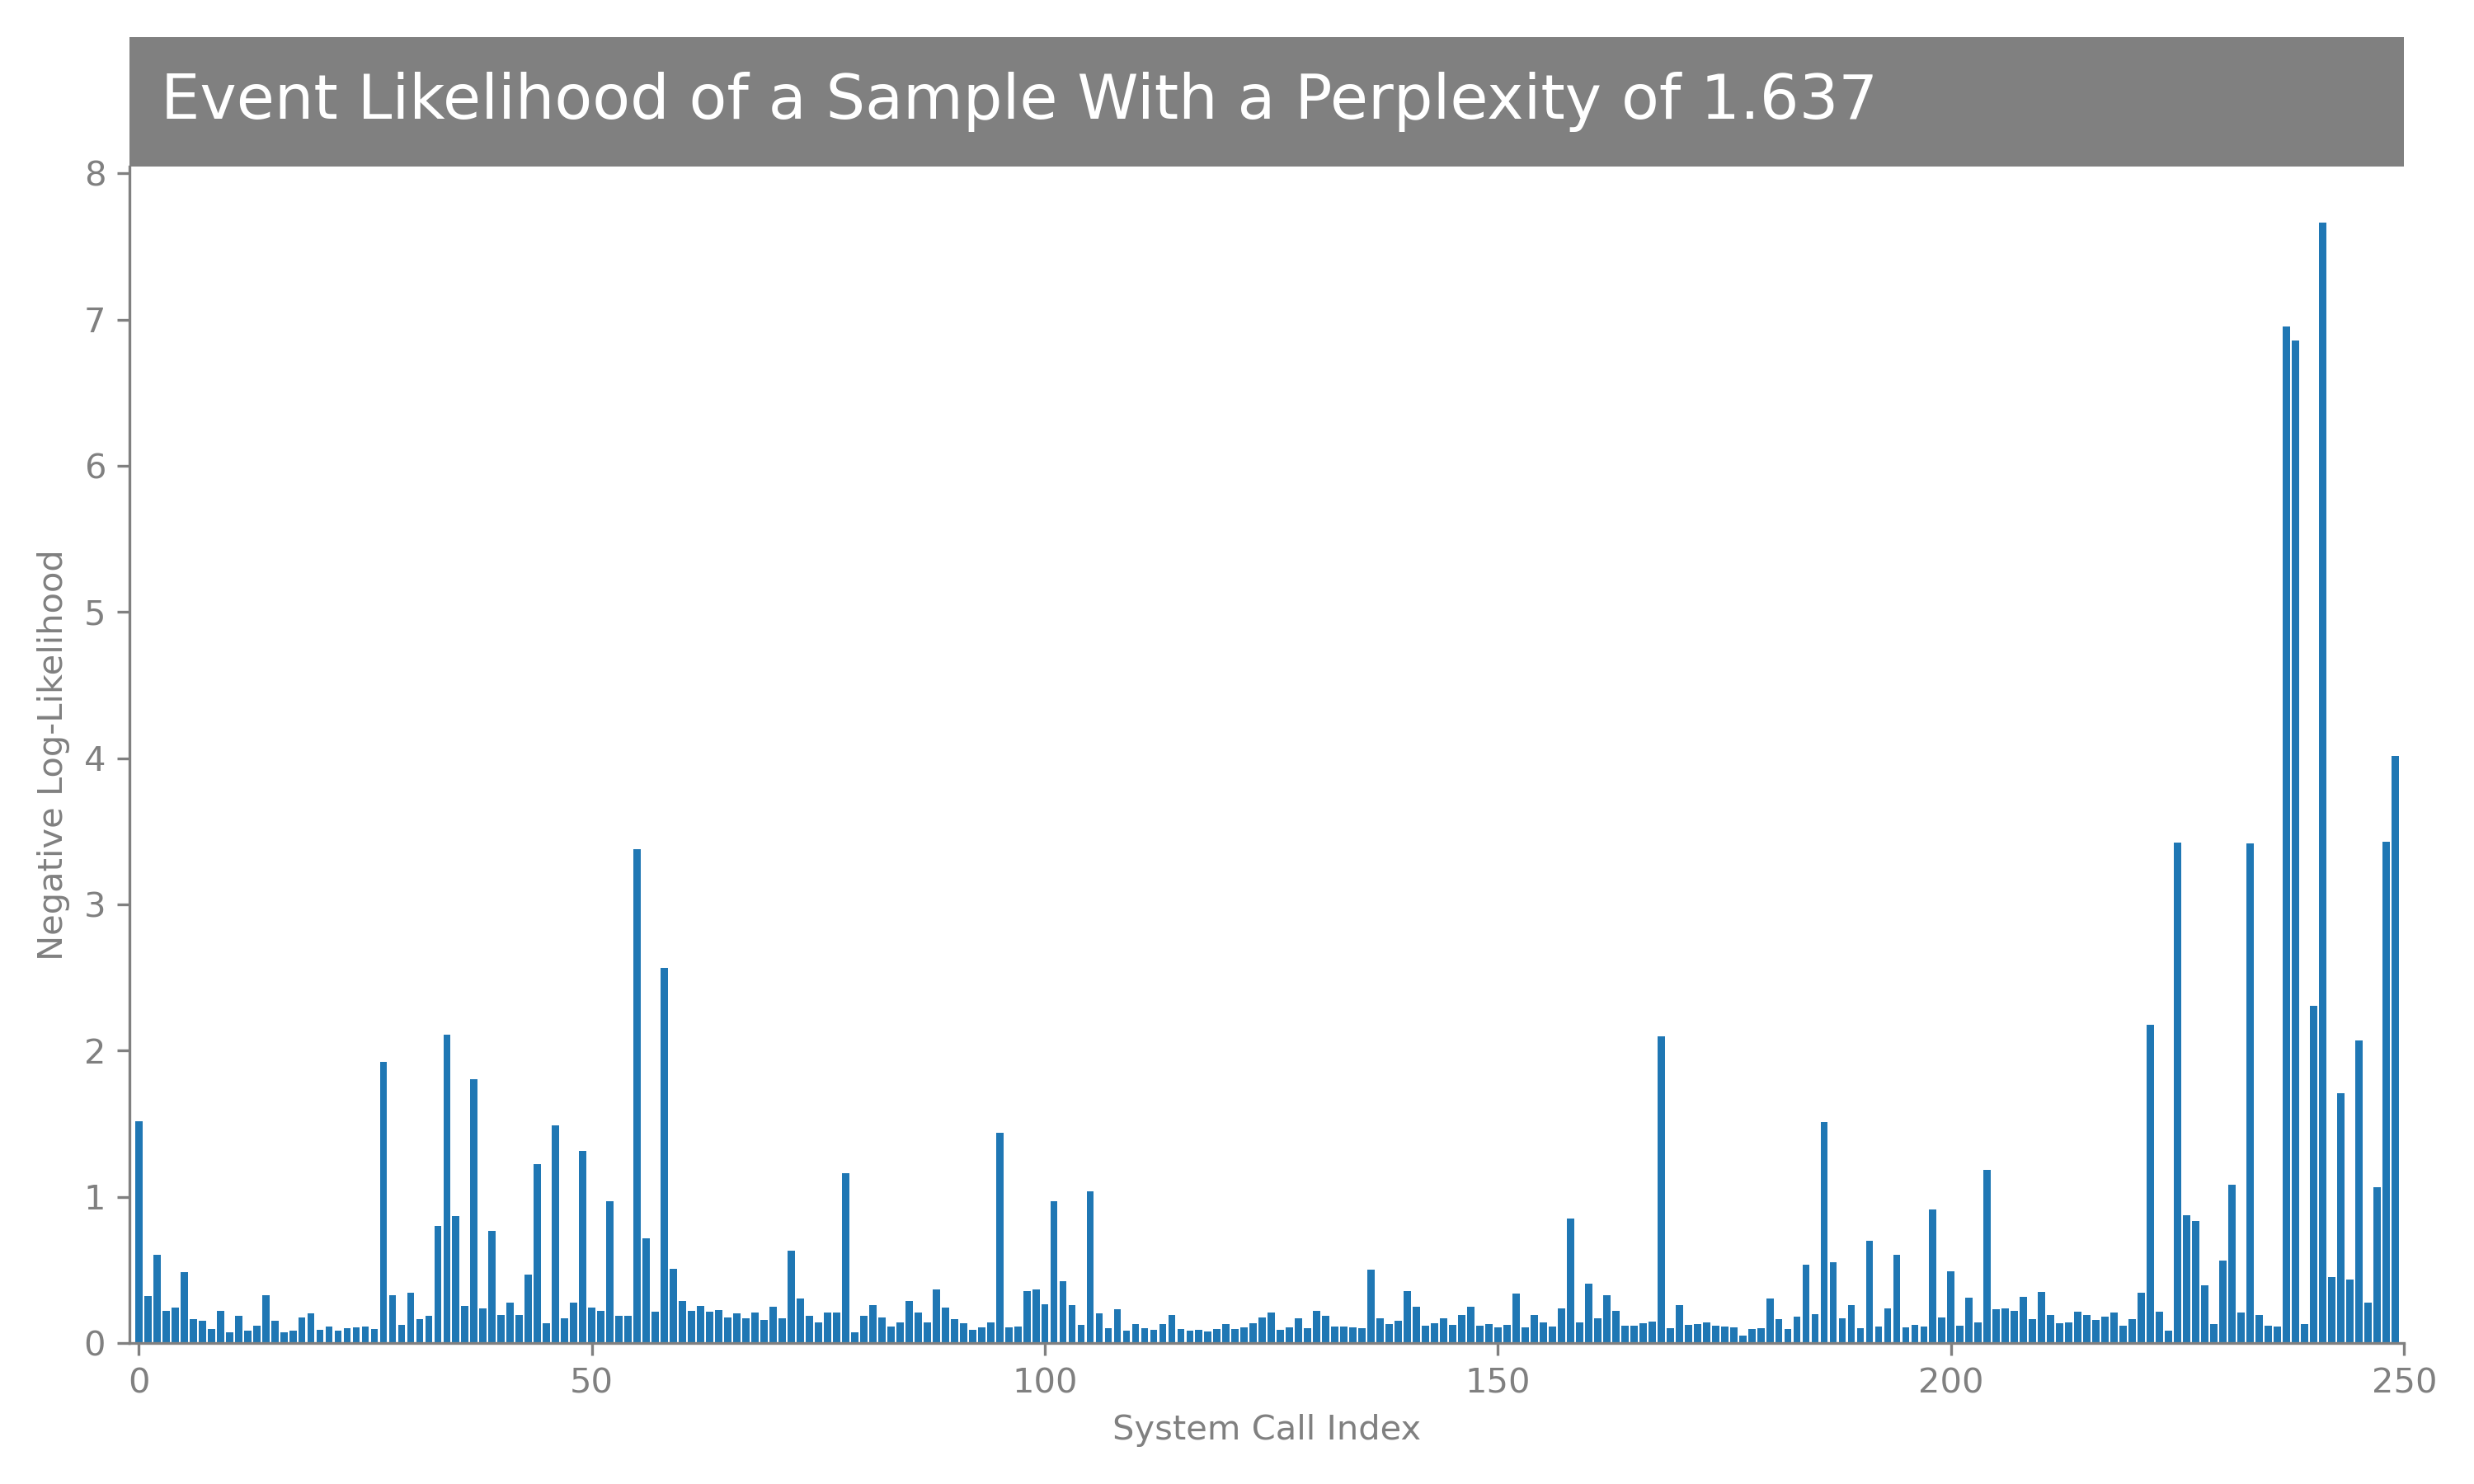 Event Likelihood of a Sample With a Perplexity of 1.637
8
7
6
5
4
3
2
1
0
Negative Log-Likelihood
0 50 100 150 200 250
System Call Index